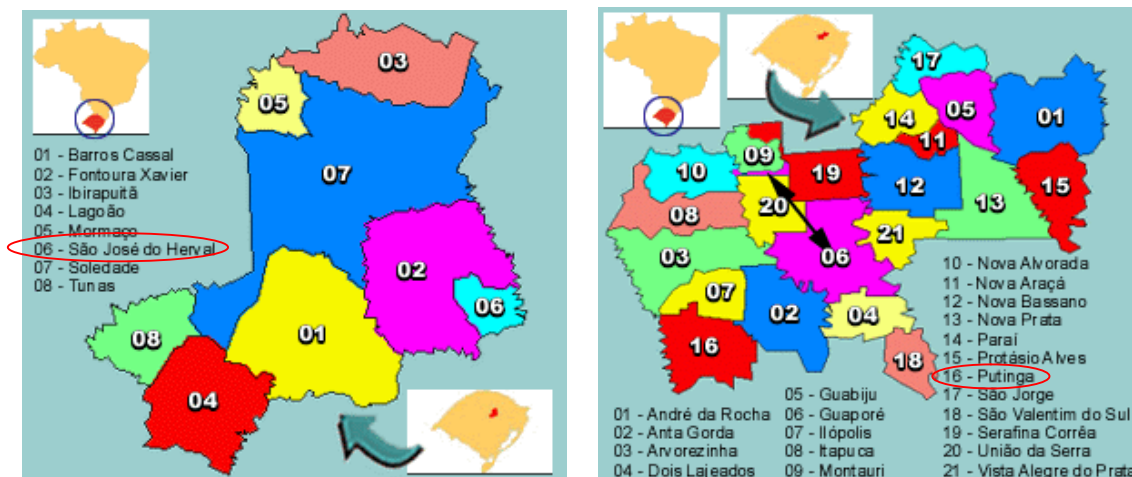 03
05
07
02
06
01
08
04
01 - Barros Cassal
02 - Fontoura Xavier
03 - Ibirapuitã
04 - Lagoão
05 - Mormaço
06 - São José do Herval
07 - Soledade
08 - Tunas
17
05
01
14
11
09
10
19
12
15
13
08
20
21
03
06
07
02
04
16
18
01 - André da Rocha
02 - Anta Gorda
03 - Arvorezinha
04 - Dois Lajeados
05 - Guabiju
06 - Guaporé
07 - Ilópolis
08 - Itapuca
09 - Montauri
10 - Nova Alvorada
11 - Nova Araçá
12 - Nova Bassano
13 - Nova Prata
14 - Paraí
15 - Protásio Alves
16 - Putinga
17 - São Jorge
18 - São Valentim do Sul
19 - Serafina Corrêa
20 - União da Serra
21 - Vista Alegre do Prata